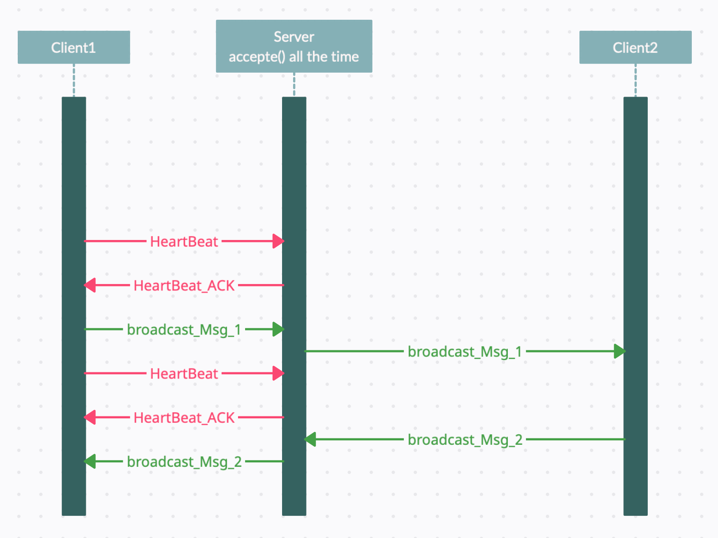 Client1
Server
accepte() all the time
Client2
HeartBeat
HeartBeat_ACK
broadcast_Msg_1
broadcast_Msg_1
HeartBeat
HeartBeat_ACK
broadcast_Msg_2
broadcast_Msg_2